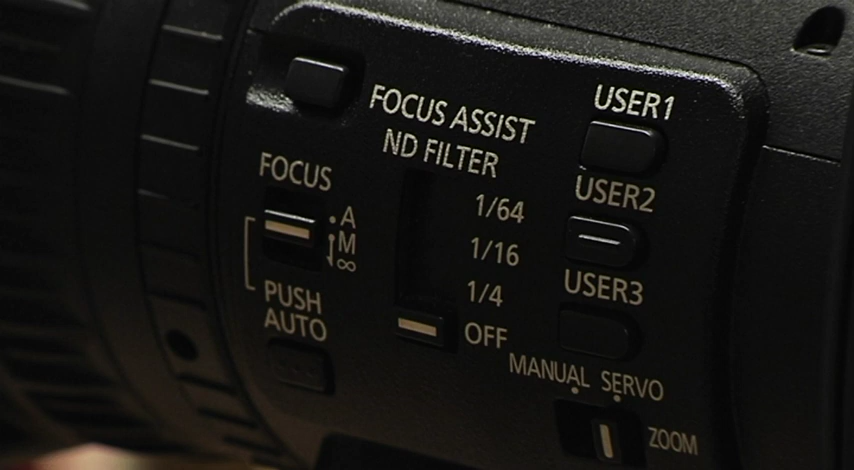 FOCUS ASSIST
USER1
ND FILTER
FOCUS
USER2
1/64
A
M
∞
1/16
USER3
1/4
PUSH
AUTO
OFF
MANUAL SERVO
ZOOM